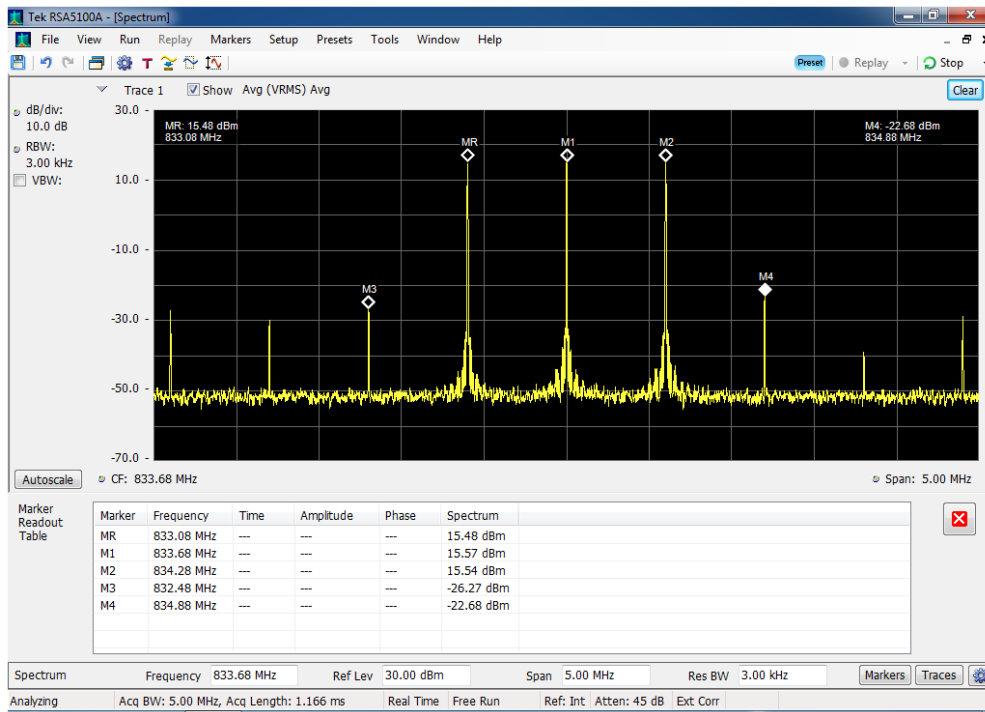 Tek RSA5100A - [Spectrum]
File View Run Replay Markers Setup Presets Tools Window Help
T Preset Replay Stop
Trace 1 Show Avg (VRMS) Avg Clear
dB/div:
10.0 dB
RBW:
3.00 kHz
VBW:
30.0
10.0
-10.0
-30.0
-50.0
-70.0
MR: 15.48 dBm
833.08 MHz
M4: -22.68 dBm
834.88 MHz
MR M1 M2
M4
M3
Autoscale CF: 833.68 MHz Span: 5.00 MHz
Marker
Readout
Table
Marker Frequency Time Amplitude Phase Spectrum
MR 833.08 MHz --- --- --- 15.48 dBm
M1 833.68 MHz --- --- --- 15.57 dBm
M2 834.28 MHz --- --- --- 15.54 dBm
M3 832.48 MHz --- --- --- -26.27 dBm
M4 834.88 MHz --- --- --- -22.68 dBm
Spectrum Frequency 833.68 MHz Ref Lev 30.00 dBm Span 5.00 MHz Res BW 3.00 kHz Markers Traces
Analyzing Acq BW: 5.00 MHz, Acq Length: 1.166 ms Real Time Free Run Ref: Int Atten: 45 dB Ext Corr